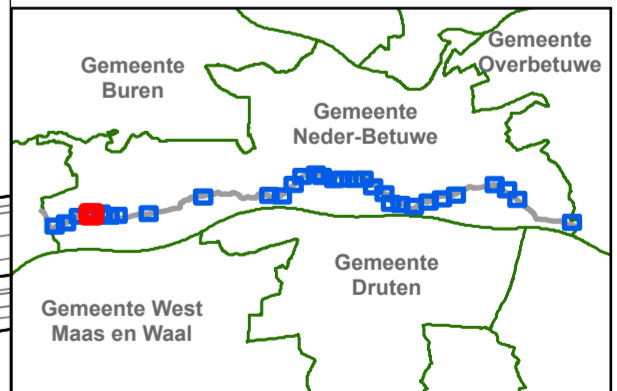 Gemeente
Overbetuwe
Gemeente
Buren
Gemeente
Neder-Betuwe
Gemeente
Druten
Gemeente West
Maas en Waal